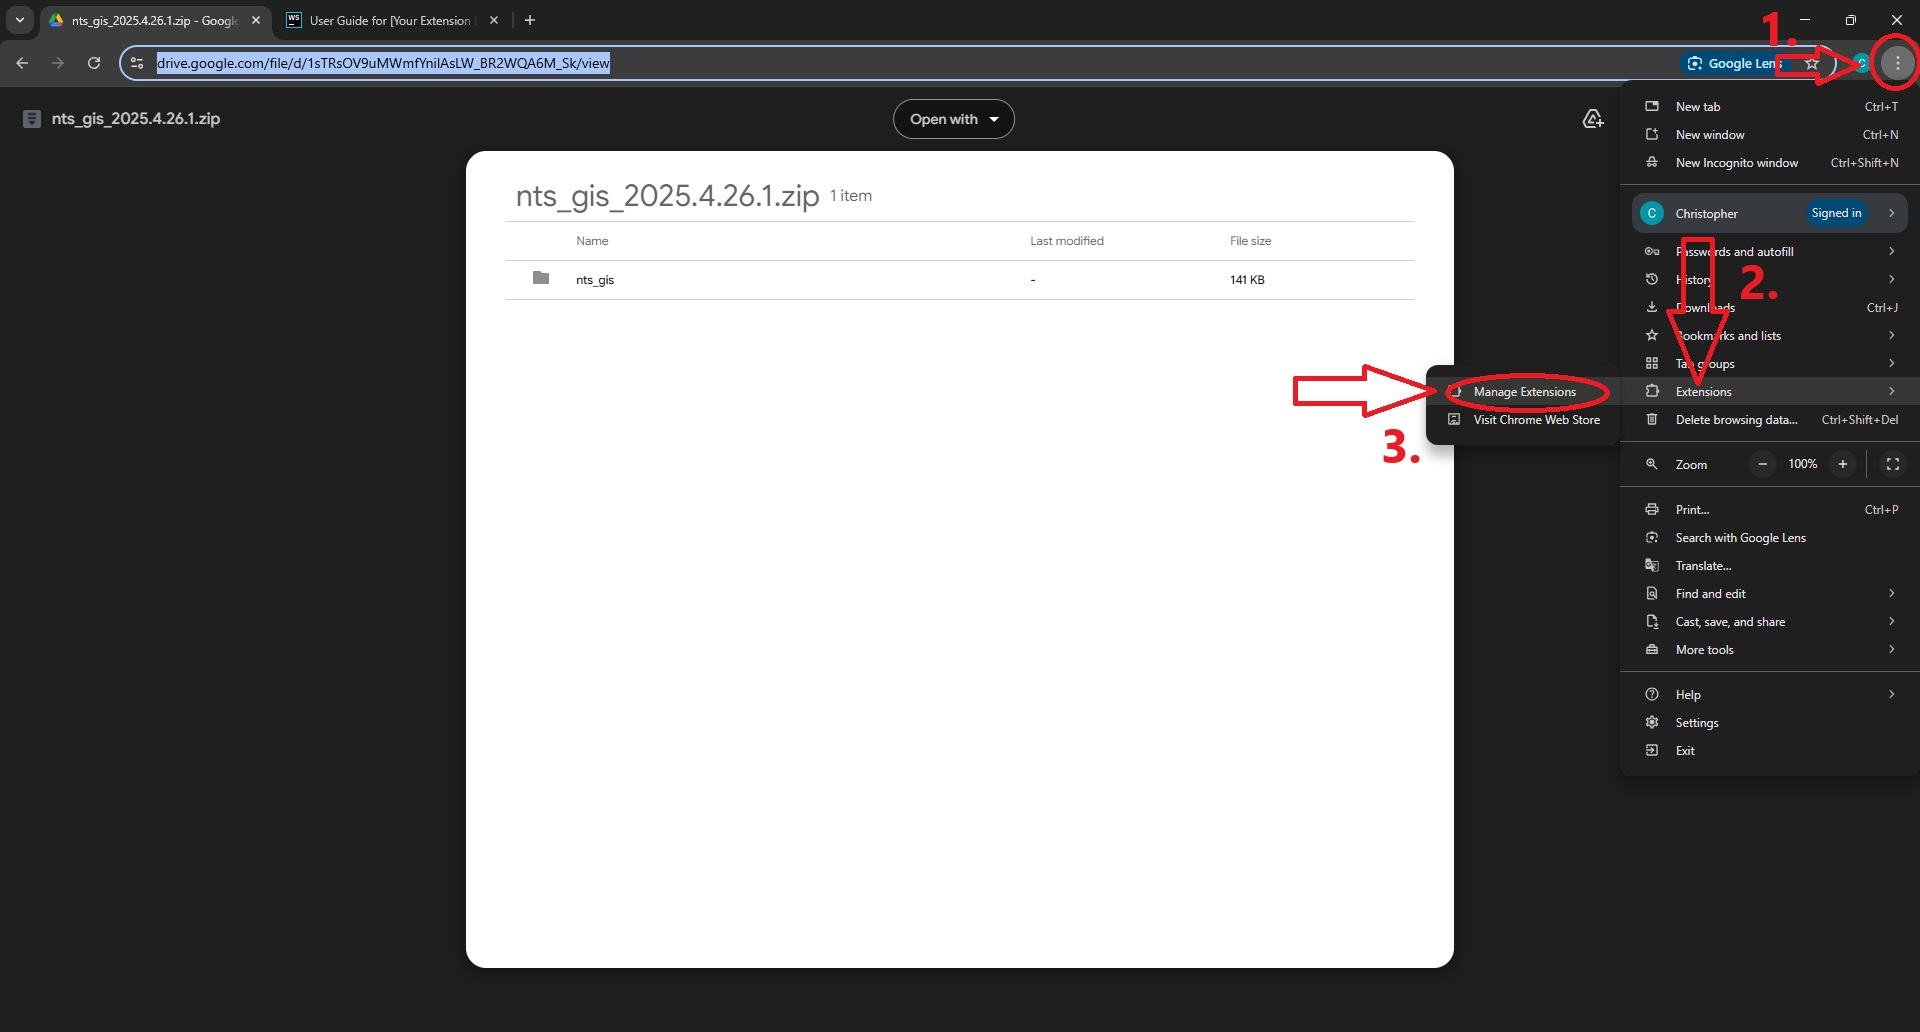 nts_gis_2025.4.26.1.zip - Google
User Guide for [Your Extension
WS
drive.google.com/file/d/1sTRsOV9uMWmfYnilAsLW_BR2WQA6M_Sk/view
Google Lens
C
1.
nts_gis_2025.4.26.1.zip
Open with
nts_gis_2025.4.26.1.zip 1 item
Name Last modified File size
nts_gis - 141 KB
New tab Ctrl+T
New window Ctrl+N
New Incognito window Ctrl+Shift+N
C Christopher Signed in
Passwords and autofill
2.
History
Downloads Ctrl+J
Bookmarks and lists
Tab groups
Extensions
Manage Extensions
Visit Chrome Web Store
3.
Delete browsing data... Ctrl+Shift+Del
Zoom − 100% +
Print... Ctrl+P
Search with Google Lens
Translate...
Find and edit
Cast, save, and share
More tools
Help
Settings
Exit